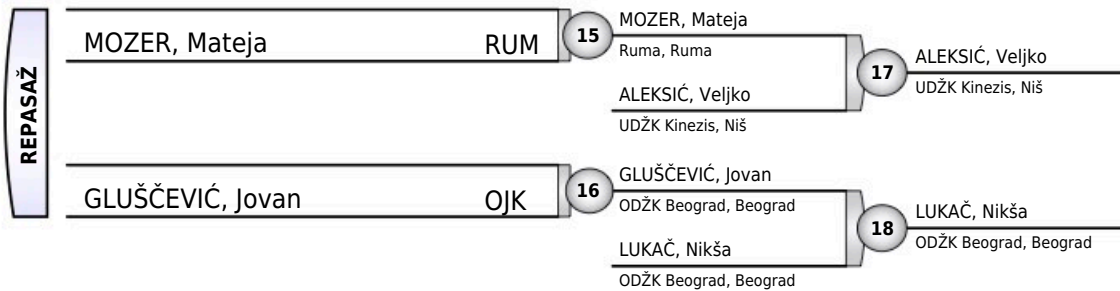 REPASAŽ
MOZER, Mateja RUM
15
MOZER, Mateja
Ruma, Ruma
ALEKSIĆ, Veljko
UDŽK Kinezis, Niš
17
ALEKSIĆ, Veljko
UDŽK Kinezis, Niš
GLUŠČEVIĆ, Jovan OJK
16
GLUŠČEVIĆ, Jovan
ODŽK Beograd, Beograd
LUKAČ, Nikša
ODŽK Beograd, Beograd
18
LUKAČ, Nikša
ODŽK Beograd, Beograd